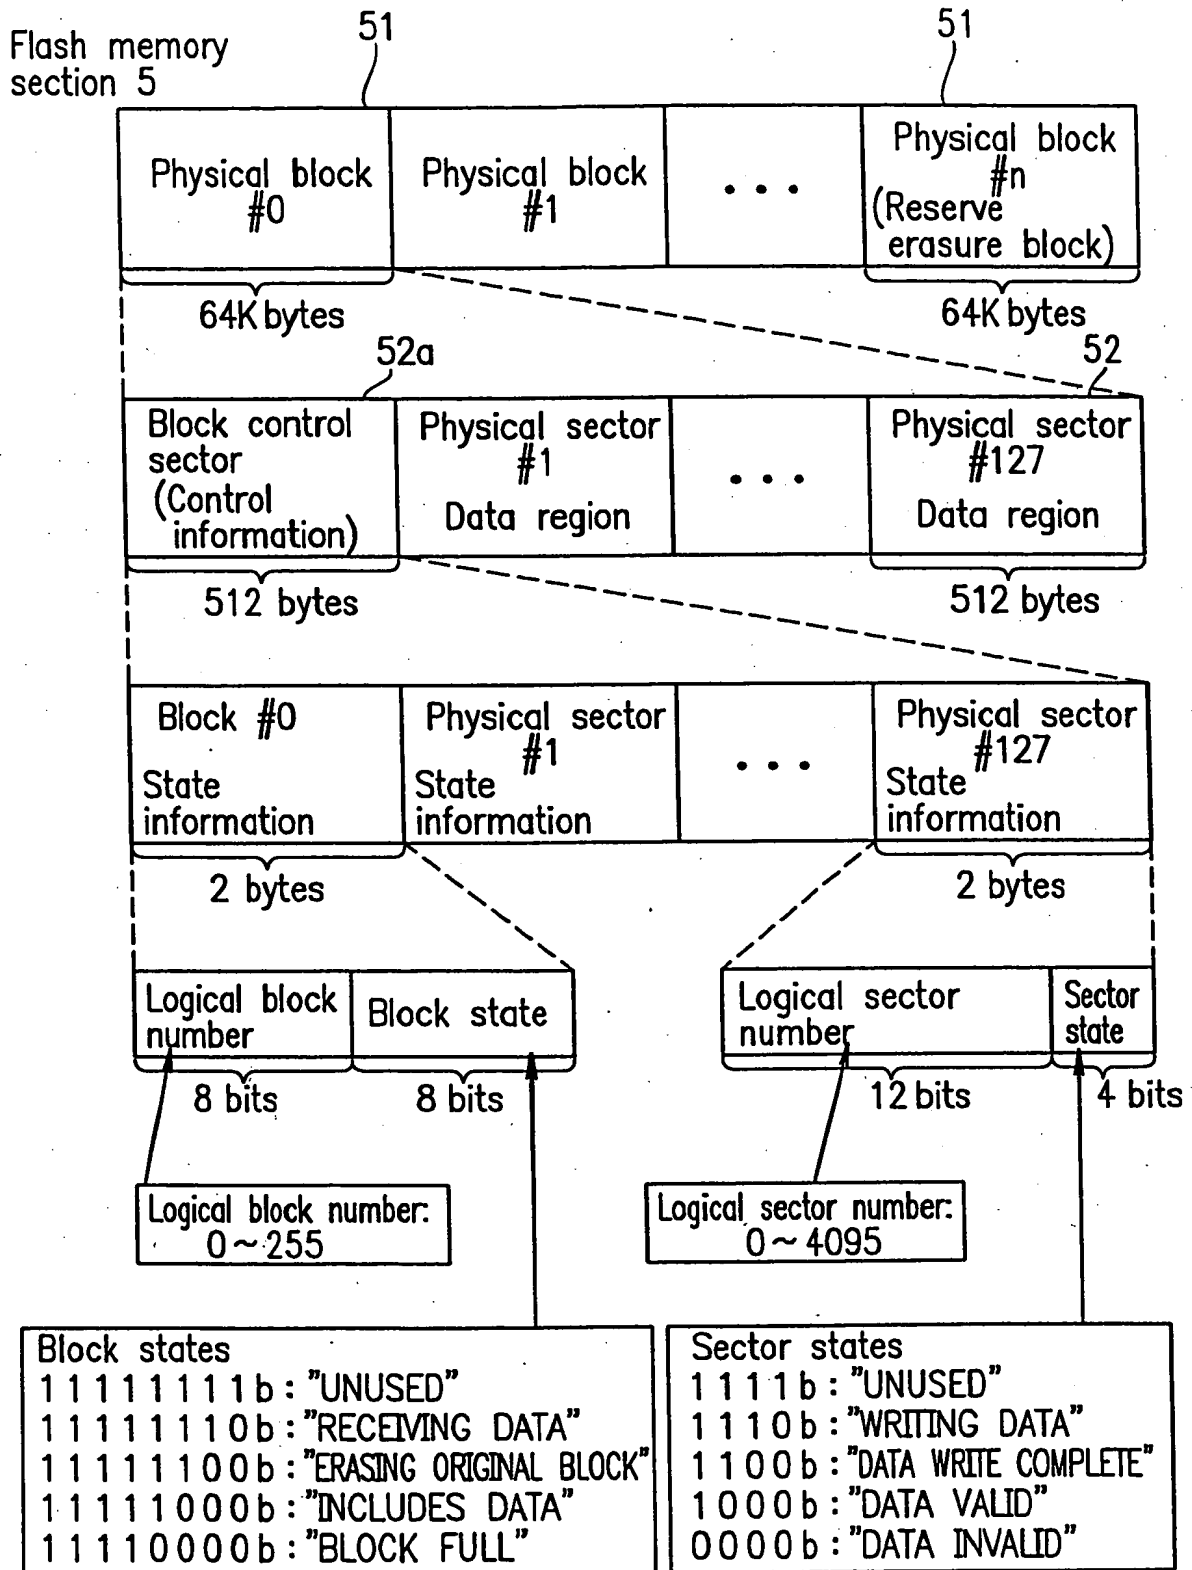 Flash memory
section 5
51
51
Physical block
#0
Physical block
#1
• • •
Physical block
#n
(Reserve
erasure block)
64K bytes
64K bytes
52a
52
Block control
sector
(Control
information)
Physical sector
#1
Data region
• • •
Physical sector
#127
Data region
512 bytes
512 bytes
Block #0
State
information
Physical sector
#1
State
information
• • •
Physical sector
#127
State
information
2 bytes
2 bytes
Logical block
number
Block state
Logical sector
number
Sector
state
8 bits
8 bits
12 bits
4 bits
Logical block number:
0~255
Logical sector number:
0~4095
Block states
11111111b:"UNUSED"
11111110b:"RECEIVING DATA"
11111100b:"ERASING ORIGINAL BLOCK"
11111000b:"INCLUDES DATA"
11110000b:"BLOCK FULL"
Sector states
1111b:"UNUSED"
1110b:"WRITING DATA"
1100b:"DATA WRITE COMPLETE"
1000b:"DATA VALID"
0000b:"DATA INVALID"